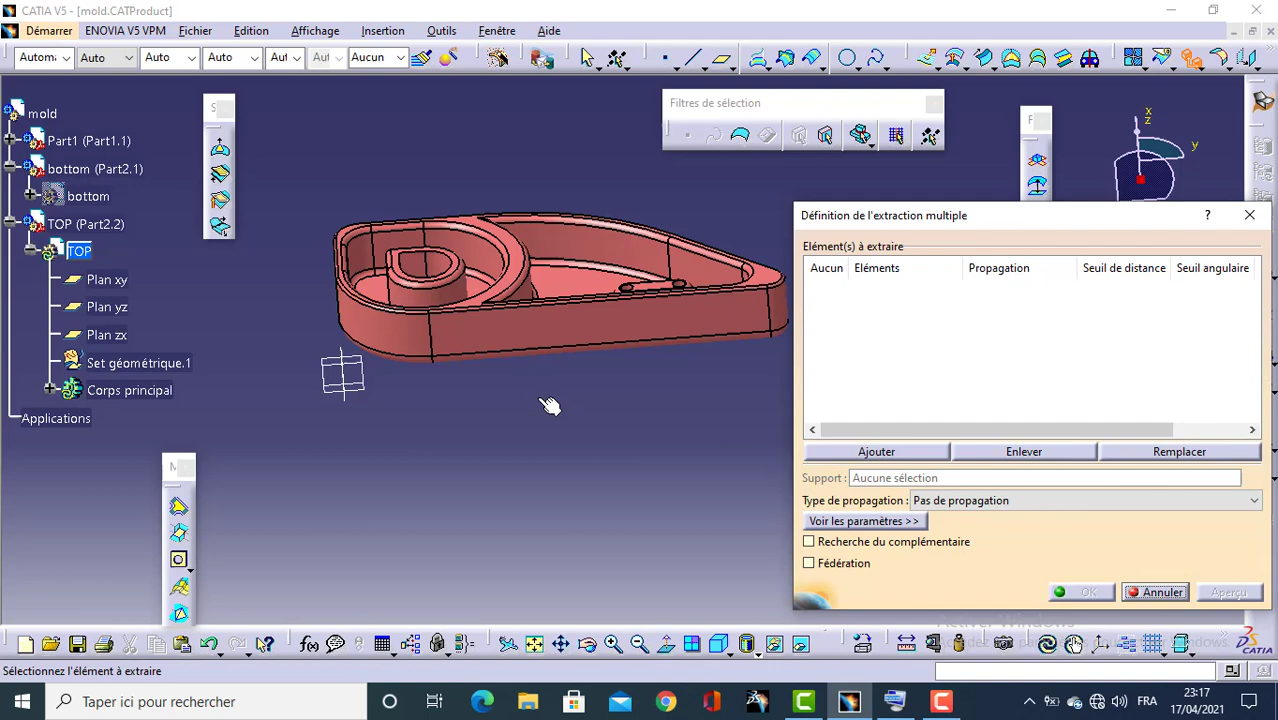 CATIA V5 - [mold.CATProduct]
Démarrer ENOVIA V5 VPM Fichier Edition Affichage Insertion Outils Fenêtre Aide
Automa Auto Auto Auto Aut Aut Aucun
mold
Part1 (Part1.1)
bottom (Part2.1)
bottom
TOP (Part2.2)
TOP
Plan xy
Plan yz
Plan zx
Set géométrique.1
Corps principal
Applications
S
M
Filtres de sélection
F
x
z
y
Définition de l'extraction multiple
?
Elément(s) à extraire
Aucun Eléments Propagation Seuil de distance Seuil angulaire
Ajouter Enlever Remplacer
Support : Aucune sélection
Type de propagation : Pas de propagation
Voir les paramètres >>
Recherche du complémentaire
Fédération
OK Annuler Aperçu
Activer Windows
CATIA
Sélectionnez l'élément à extraire
Taper ici pour rechercher
FRA
23:17
17/04/2021